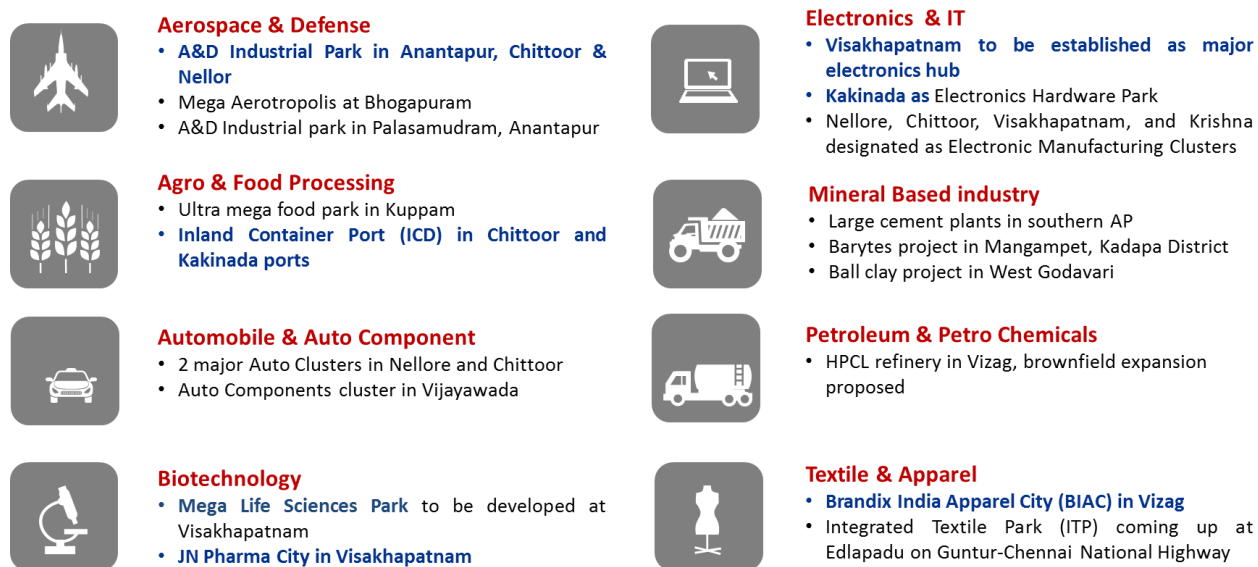 Aerospace & Defense
• A&D Industrial Park in Anantapur, Chittoor &
Nellor
• Mega Aerotropolis at Bhogapuram
• A&D Industrial park in Palasamudram, Anantapur
Agro & Food Processing
• Ultra mega food park in Kuppam
• Inland Container Port (ICD) in Chittoor and
Kakinada ports
Automobile & Auto Component
• 2 major Auto Clusters in Nellore and Chittoor
• Auto Components cluster in Vijayawada
Biotechnology
• Mega Life Sciences Park to be developed at
Visakhapatnam
• JN Pharma City in Visakhapatnam
Electronics & IT
• Visakhapatnam to be established as major
electronics hub
• Kakinada as Electronics Hardware Park
• Nellore, Chittoor, Visakhapatnam, and Krishna
designated as Electronic Manufacturing Clusters
Mineral Based industry
• Large cement plants in southern AP
• Barytes project in Mangampet, Kadapa District
• Ball clay project in West Godavari
Petroleum & Petro Chemicals
• HPCL refinery in Vizag, brownfield expansion
proposed
Textile & Apparel
• Brandix India Apparel City (BIAC) in Vizag
• Integrated Textile Park (ITP) coming up at
Edlapadu on Guntur-Chennai National Highway